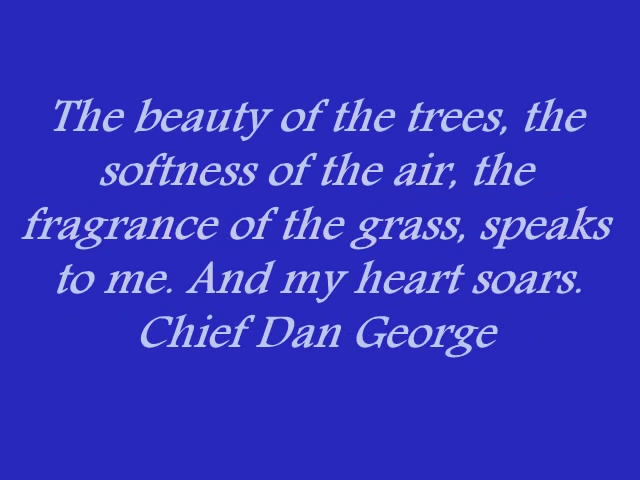 The beauty of the trees, the
softness of the air, the
fragrance of the grass, speaks
to me. And my heart soars.
Chief Dan George